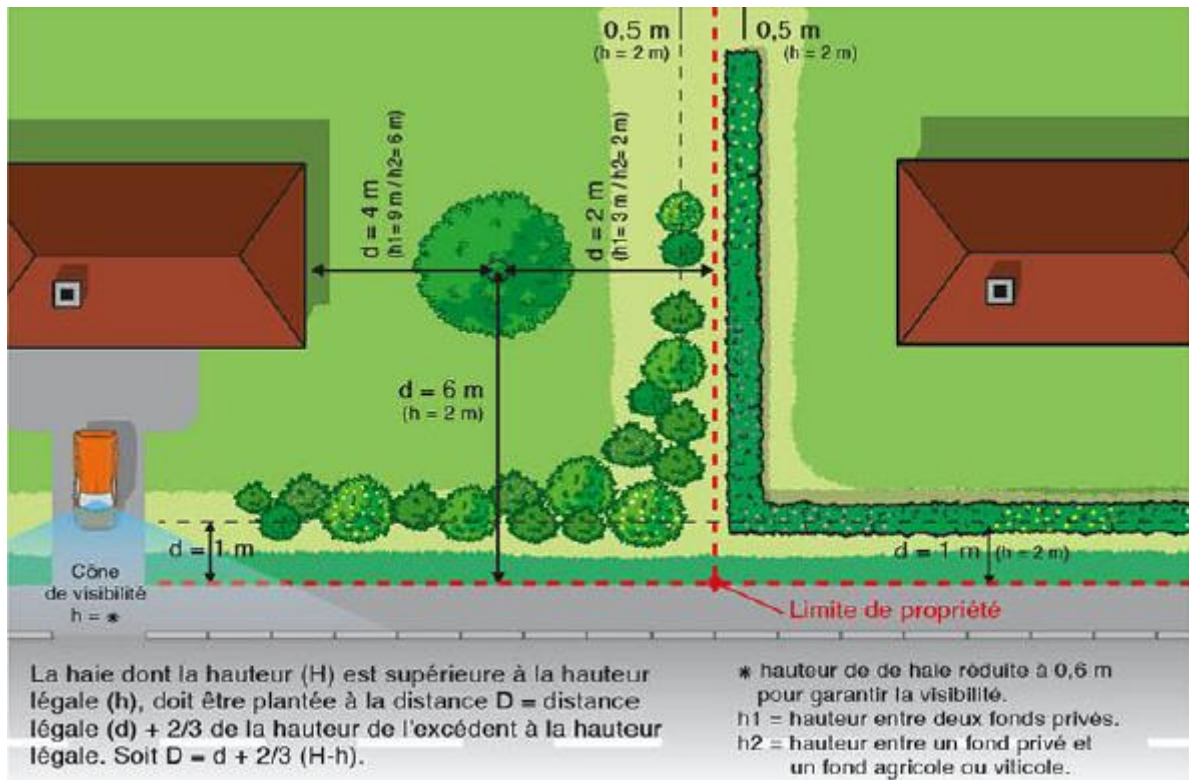 0,5 m
(h = 2 m)
0,5 m
(h = 2 m)
d = 4 m
(h1= 9 m / h2= 6 m)
d = 2 m
(h1= 3 m / h2= 2 m)
d = 6 m
(h = 2 m)
d = 1 m
d = 1 m (h = 2 m)
Cône
de visibilité
h = *
Limite de propriété
La haie dont la hauteur (H) est supérieure à la hauteur
légale (h), doit être plantée à la distance D = distance
légale (d) + 2/3 de la hauteur de l'excédent à la hauteur
légale. Soit D = d + 2/3 (H-h).
* hauteur de de haie réduite à 0,6 m
pour garantir la visibilité.
h1 = hauteur entre deux fonds privés.
h2 = hauteur entre un fond privé et
un fond agricole ou viticole.